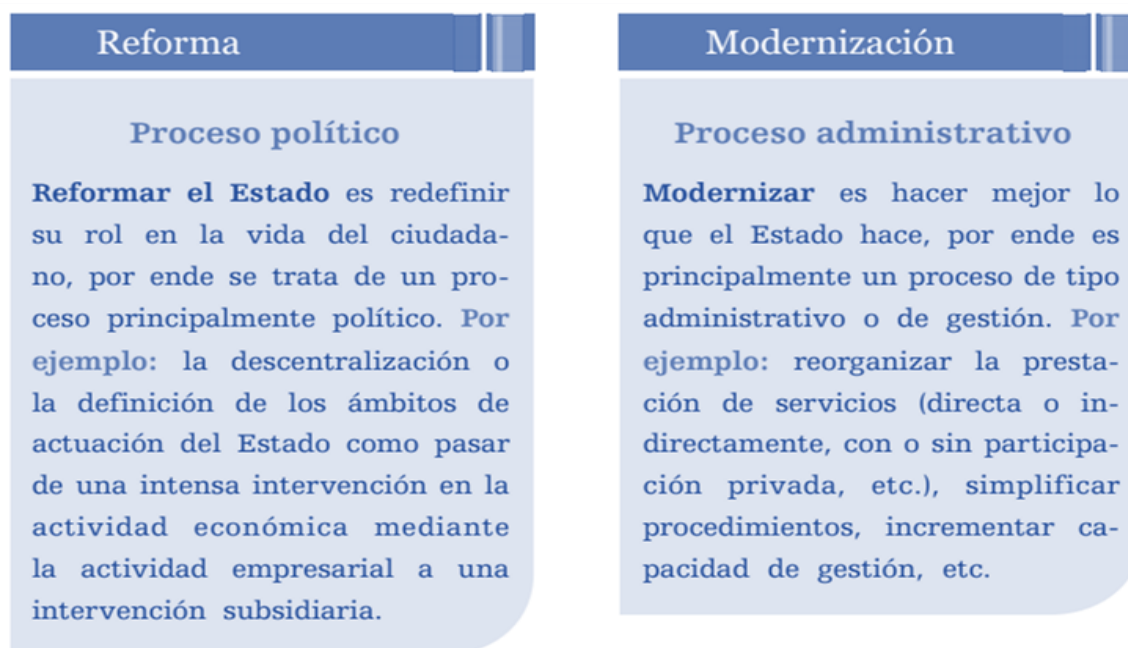 Reforma
Proceso político
Reformar el Estado es redefinir
su rol en la vida del ciudada-
no, por ende se trata de un pro-
ceso principalmente político. Por
ejemplo: la descentralización o
la definición de los ámbitos de
actuación del Estado como pasar
de una intensa intervención en la
actividad económica mediante
la actividad empresarial a una
intervención subsidiaria.
Modernización
Proceso administrativo
Modernizar es hacer mejor lo
que el Estado hace, por ende es
principalmente un proceso de tipo
administrativo o de gestión. Por
ejemplo: reorganizar la presta-
ción de servicios (directa o in-
directamente, con o sin participa-
ción privada, etc.), simplificar
procedimientos, incrementar ca-
pacidad de gestión, etc.